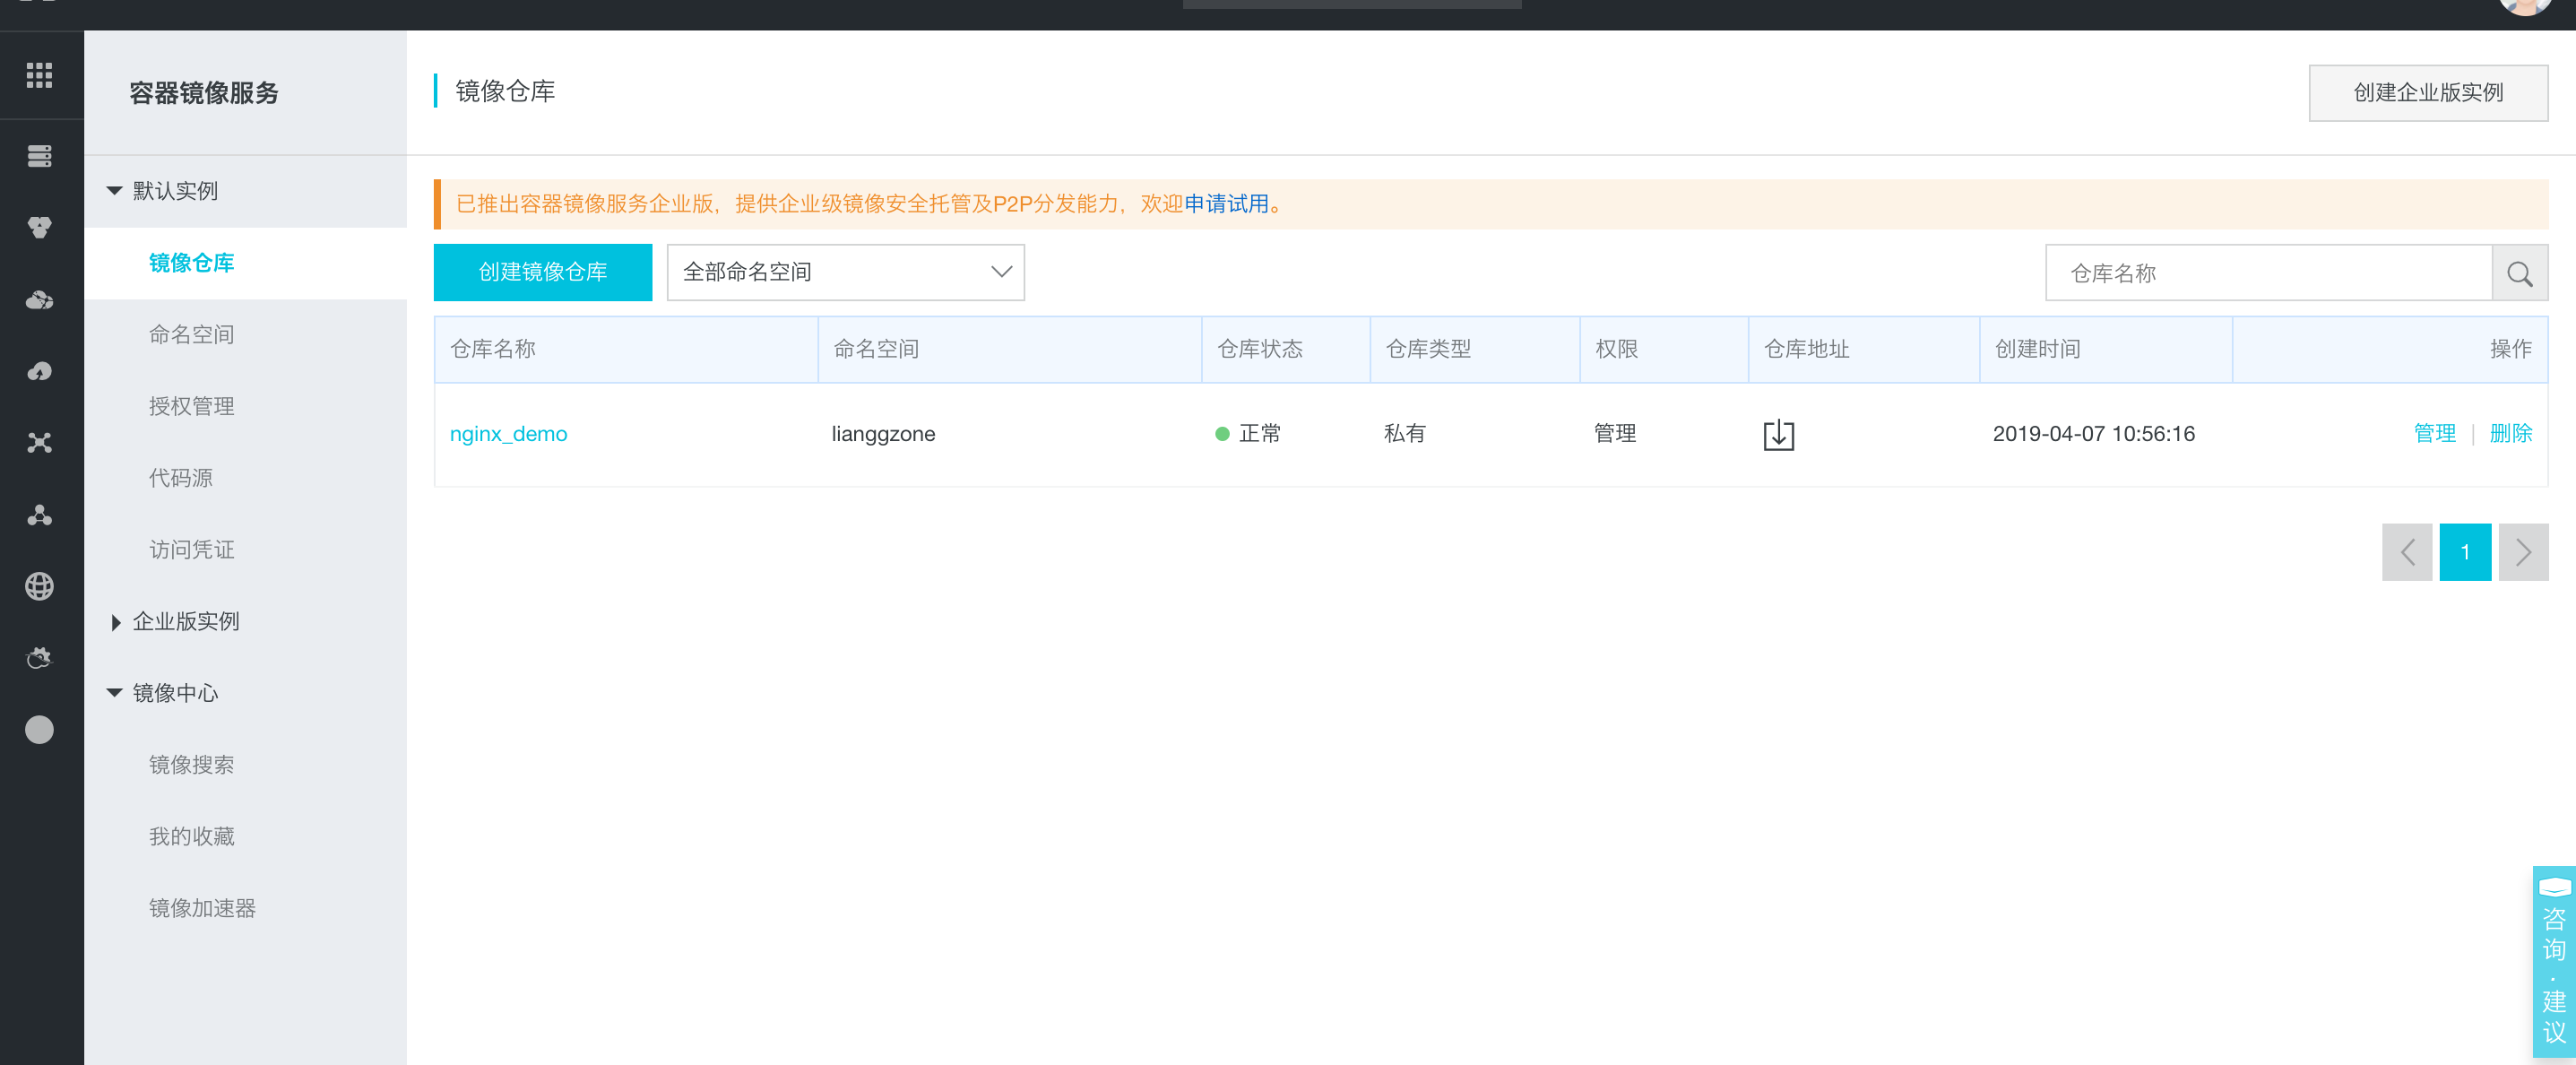 容器镜像服务
默认实例
镜像仓库
命名空间
授权管理
代码源
访问凭证
企业版实例
镜像中心
镜像搜索
我的收藏
镜像加速器
镜像仓库
创建企业版实例
已推出容器镜像服务企业版，提供企业级镜像安全托管及P2P分发能力，欢迎申请试用。
创建镜像仓库 全部命名空间 仓库名称
仓库名称 命名空间 仓库状态 仓库类型 权限 仓库地址 创建时间 操作
nginx_demo lianggzone 正常 私有 管理 2019-04-07 10:56:16 管理 | 删除
1
咨询·建议